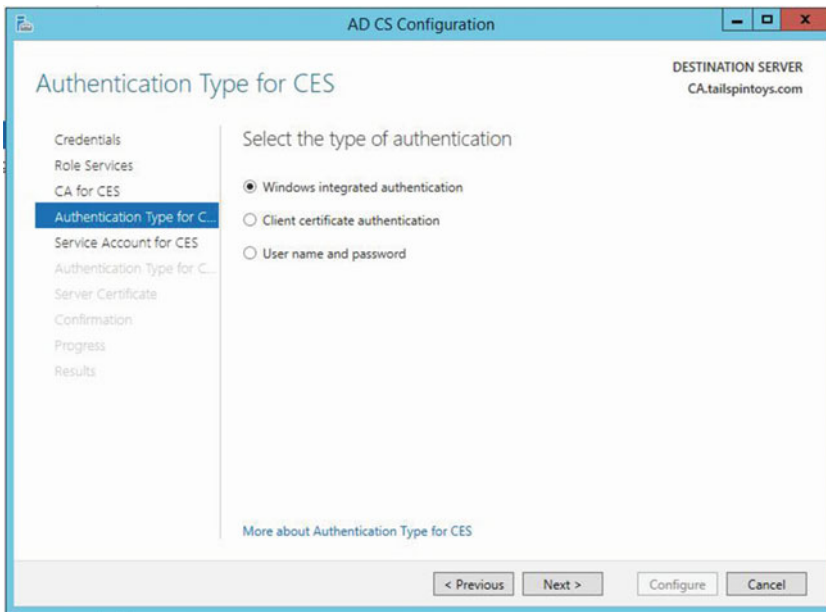 AD CS Configuration
DESTINATION SERVER
CA.tailspintoys.com
Authentication Type for CES
Credentials
Role Services
CA for CES
Authentication Type for C...
Service Account for CES
Authentication Type for C...
Server Certificate
Confirmation
Progress
Results
Select the type of authentication
Windows integrated authentication
Client certificate authentication
User name and password
More about Authentication Type for CES
< Previous
Next >
Configure
Cancel